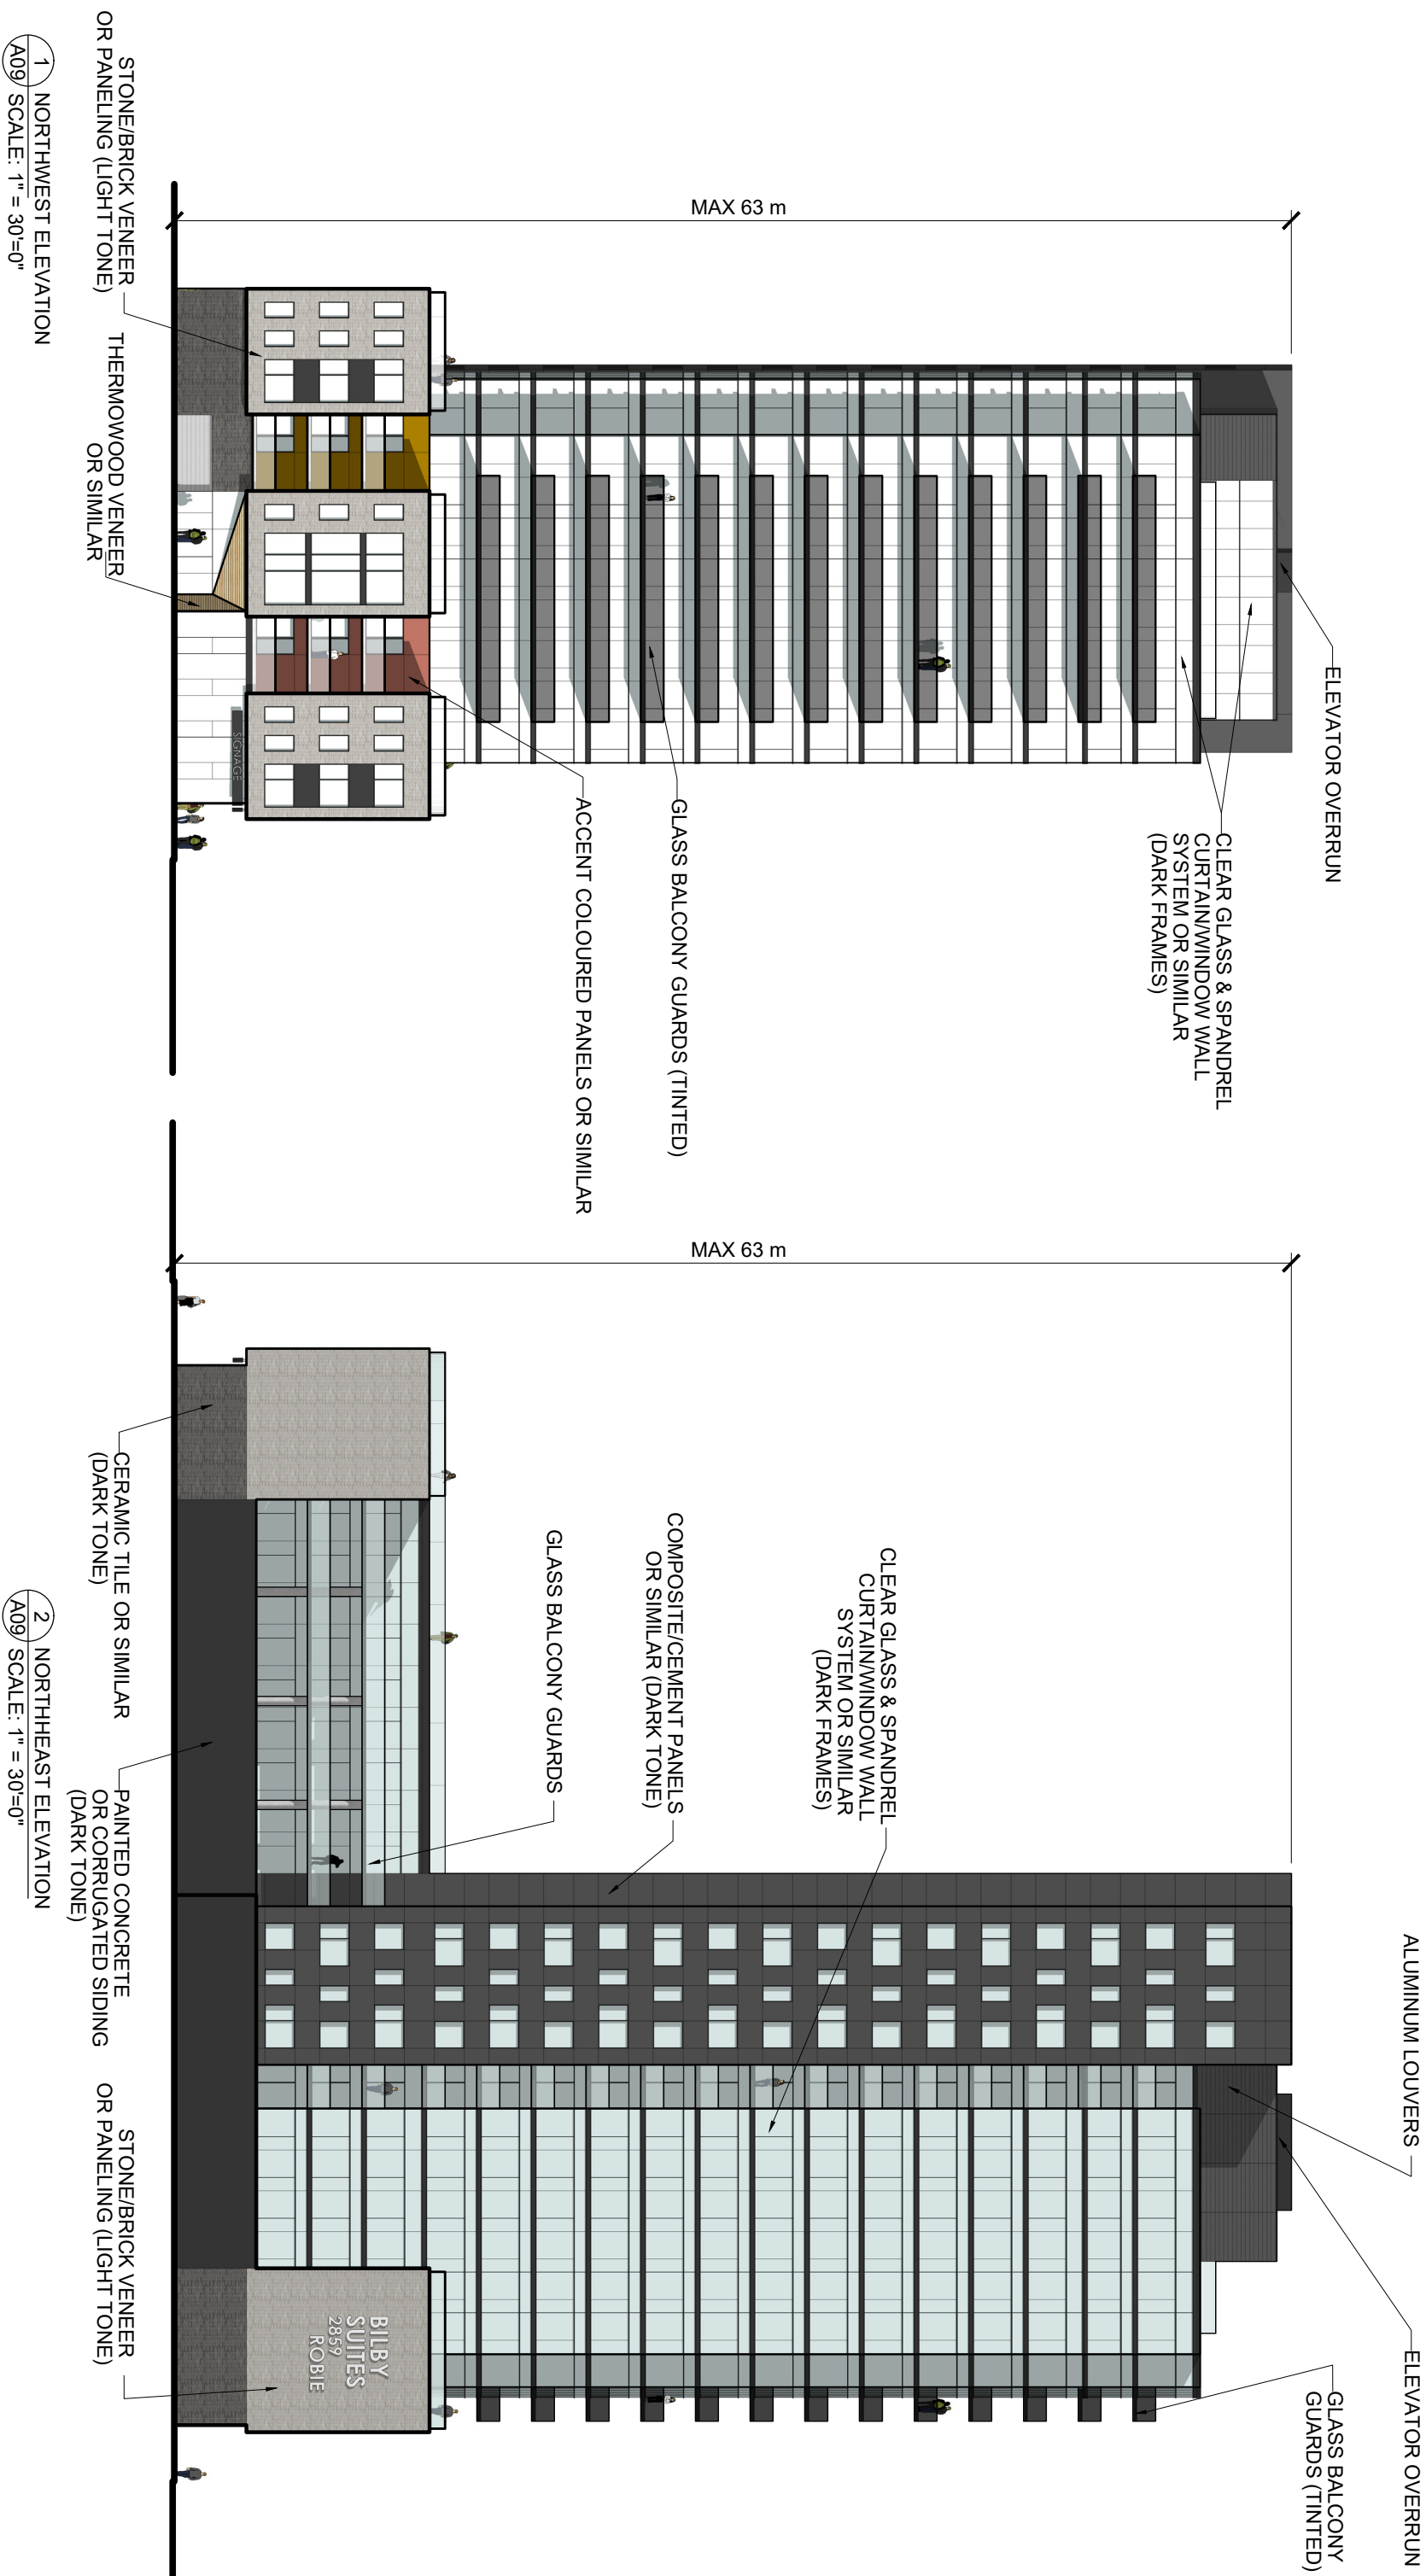 ELEVATOR OVERRUN
CLEAR GLASS & SPANDREL
CURTAIN/WINDOW WALL
SYSTEM OR SIMILAR
(DARK FRAMES)
MAX 63 m
GLASS BALCONY GUARDS (TINTED)
ACCENT COLOURED PANELS OR SIMILAR
SIGNAGE
STONE/BRICK VENEER
OR PANELING (LIGHT TONE)
THERMOWOOD VENEER
OR SIMILAR
1
A09
NORTHWEST ELEVATION
SCALE: 1" = 30'=0"
ALUMINUM LOUVERS
ELEVATOR OVERRUN
GLASS BALCONY
GUARDS (TINTED)
MAX 63 m
CLEAR GLASS & SPANDREL
CURTAIN/WINDOW WALL
SYSTEM OR SIMILAR
(DARK FRAMES)
COMPOSITE/CEMENT PANELS
OR SIMILAR (DARK TONE)
GLASS BALCONY GUARDS
BILBY
SUITES
2859
ROBIE
CERAMIC TILE OR SIMILAR
(DARK TONE)
PAINTED CONCRETE
OR CORRUGATED SIDING
(DARK TONE)
STONE/BRICK VENEER
OR PANELING (LIGHT TONE)
2
A09
NORTHHEAST ELEVATION
SCALE: 1" = 30'=0"